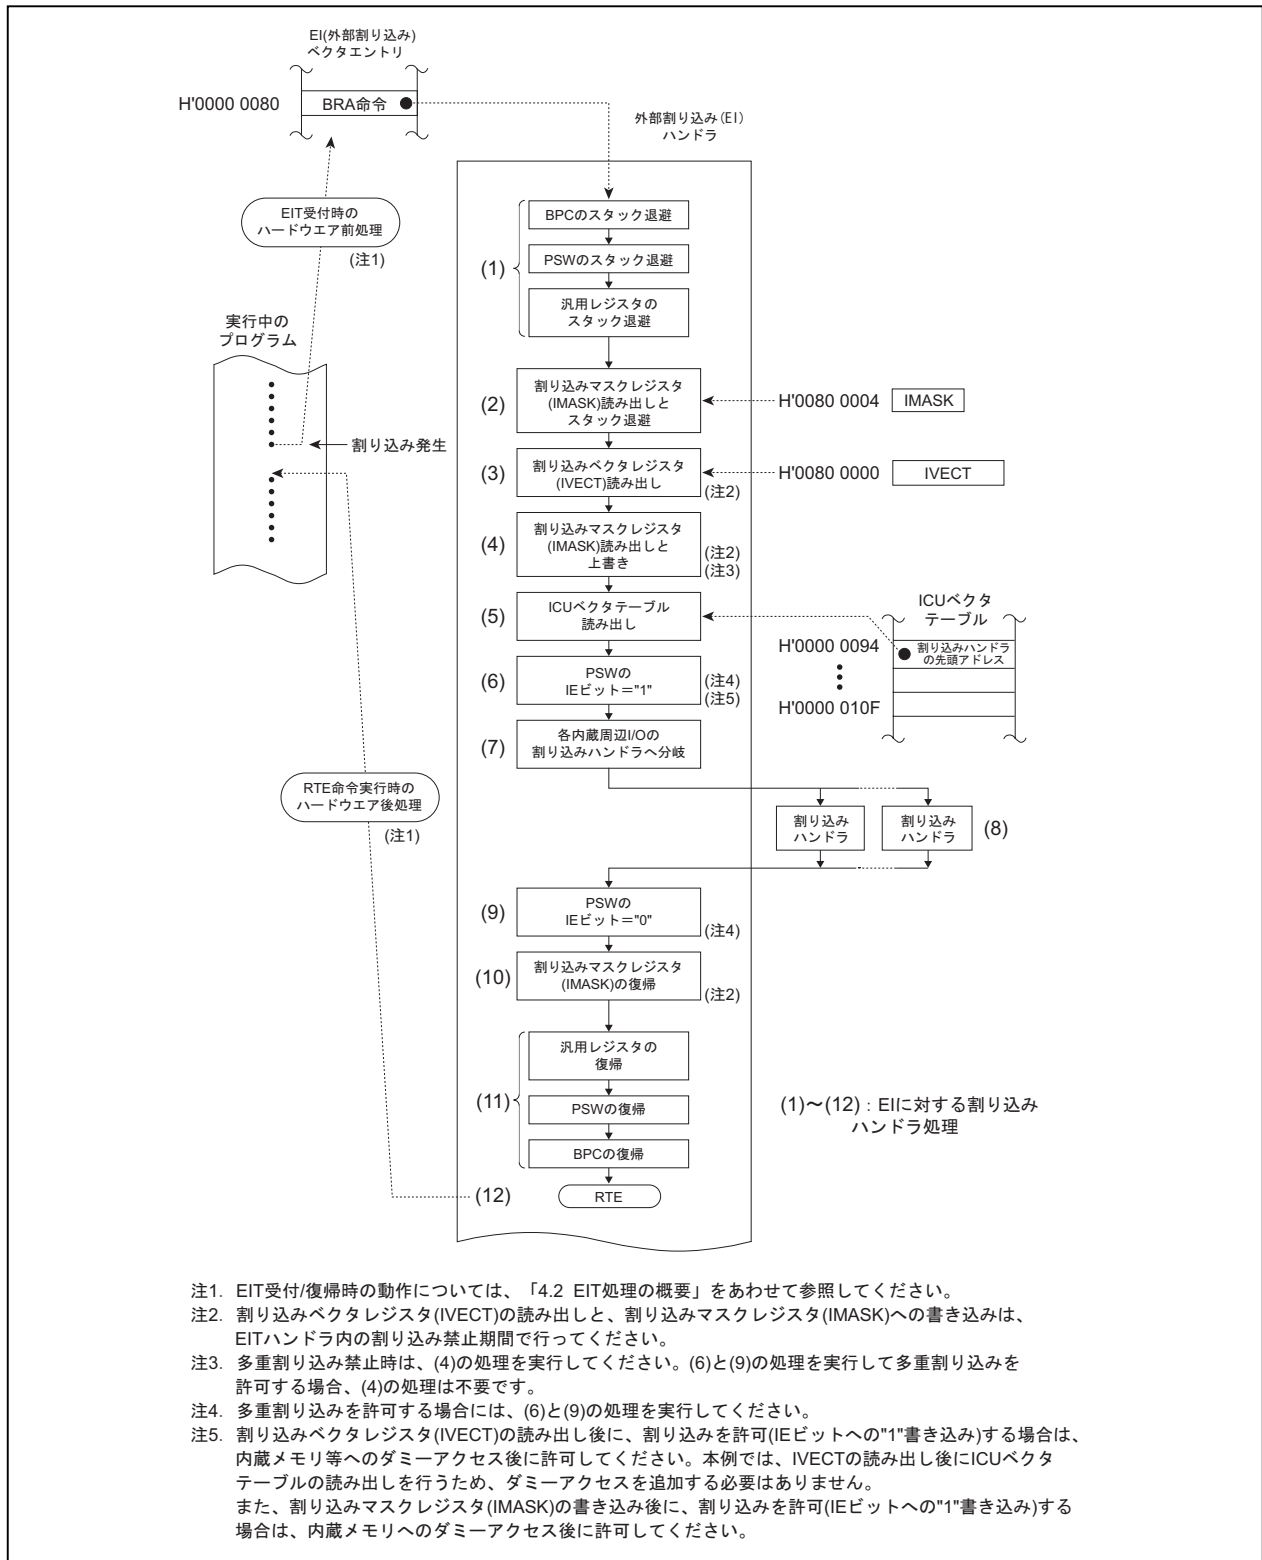 EI(外部割り込み)
ベクタエントリ
H'0000 0080
BRA命令
外部割り込み(EI)
ハンドラ
EIT受付時の
ハードウエア前処理
(注1)
実行中の
プログラム
割り込み発生
(1)
BPCのスタック退避
PSWのスタック退避
汎用レジスタの
スタック退避
(2)
割り込みマスクレジスタ
(IMASK)読み出しと
スタック退避
H'0080 0004
IMASK
(3)
割り込みベクタレジスタ
(IVECT)読み出し
(注2)
H'0080 0000
IVECT
(4)
割り込みマスクレジスタ
(IMASK)読み出しと
上書き
(注2)
(注3)
(5)
ICUベクタテーブル
読み出し
ICUベクタ
テーブル
H'0000 0094
割り込みハンドラ
の先頭アドレス
H'0000 010F
(6)
PSWの
IEビット="1"
(注4)
(注5)
(7)
各内蔵周辺I/Oの
割り込みハンドラへ分岐
RTE命令実行時の
ハードウエア後処理
(注1)
割り込み
ハンドラ
割り込み
ハンドラ
(8)
(9)
PSWの
IEビット="0"
(注4)
(10)
割り込みマスクレジスタ
(IMASK)の復帰
(注2)
(11)
汎用レジスタの
復帰
PSWの復帰
BPCの復帰
(12)
RTE
(1)〜(12) : EIに対する割り込み
ハンドラ処理
注1. EIT受付/復帰時の動作については、「4.2 EIT処理の概要」をあわせて参照してください。
注2. 割り込みベクタレジスタ(IVECT)の読み出しと、割り込みマスクレジスタ(IMASK)への書き込みは、
EITハンドラ内の割り込み禁止期間で行ってください。
注3. 多重割り込み禁止時は、(4)の処理を実行してください。(6)と(9)の処理を実行して多重割り込みを
許可する場合、(4)の処理は不要です。
注4. 多重割り込みを許可する場合には、(6)と(9)の処理を実行してください。
注5. 割り込みベクタレジスタ(IVECT)の読み出し後に、割り込みを許可(IEビットへの"1"書き込み)する場合は、
内蔵メモリ等へのダミーアクセス後に許可してください。本例では、IVECTの読み出し後にICUベクタ
テーブルの読み出しを行うため、ダミーアクセスを追加する必要はありません。
また、割り込みマスクレジスタ(IMASK)の書き込み後に、割り込みを許可(IEビットへの"1"書き込み)する
場合は、内蔵メモリへのダミーアクセス後に許可してください。